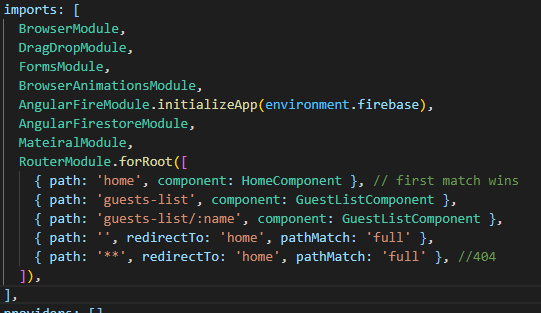 imports: [
BrowserModule,
DragDropModule,
FormsModule,
BrowserAnimationsModule,
AngularFireModule.initializeApp(environment.firebase),
AngularFirestoreModule,
MateiralModule,
RouterModule.forRoot([
{ path: 'home', component: HomeComponent }, // first match wins
{ path: 'guests-list', component: GuestListComponent },
{ path: 'guests-list/:name', component: GuestListComponent },
{ path: '', redirectTo: 'home', pathMatch: 'full' },
{ path: '**', redirectTo: 'home', pathMatch: 'full' }, //404
]),
],
providers: []